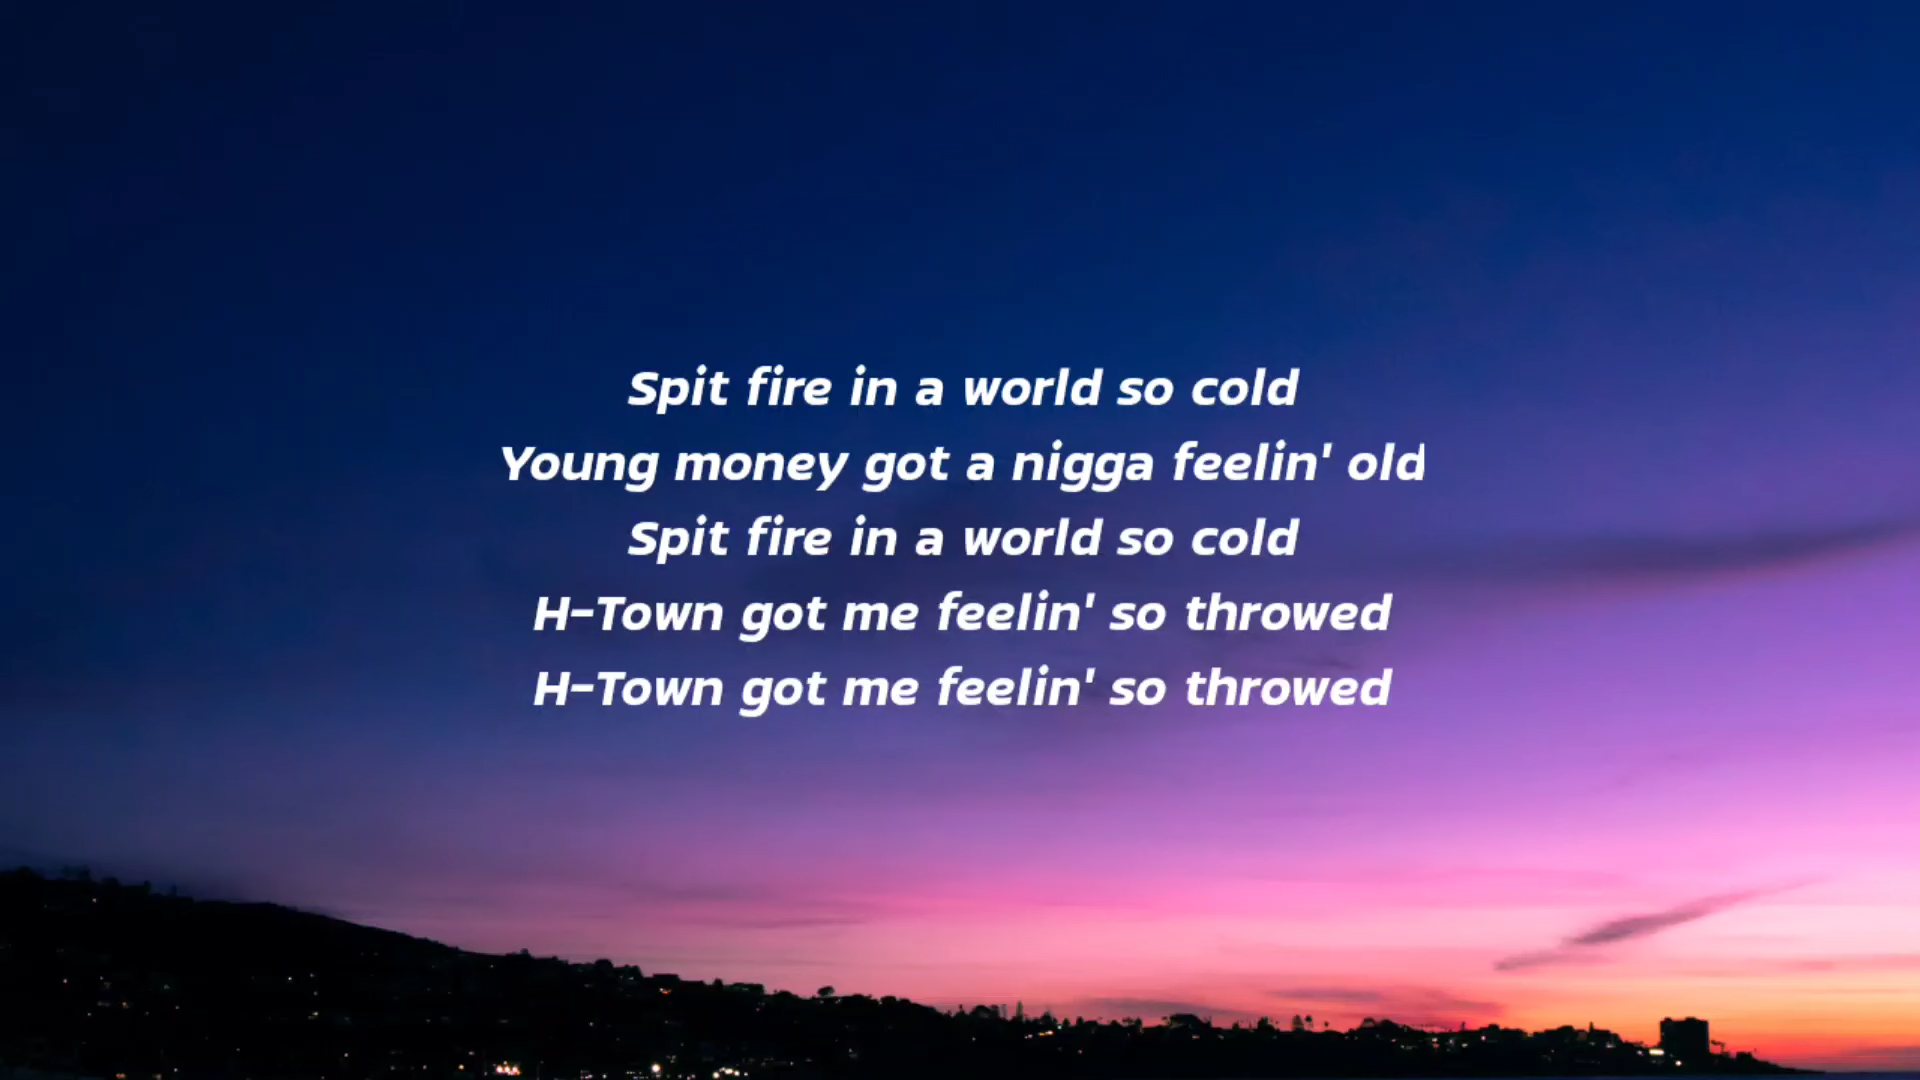 Spit fire in a world so cold
Young money got a nigga feelin' old
Spit fire in a world so cold
H-Town got me feelin' so throwed
H-Town got me feelin' so throwed